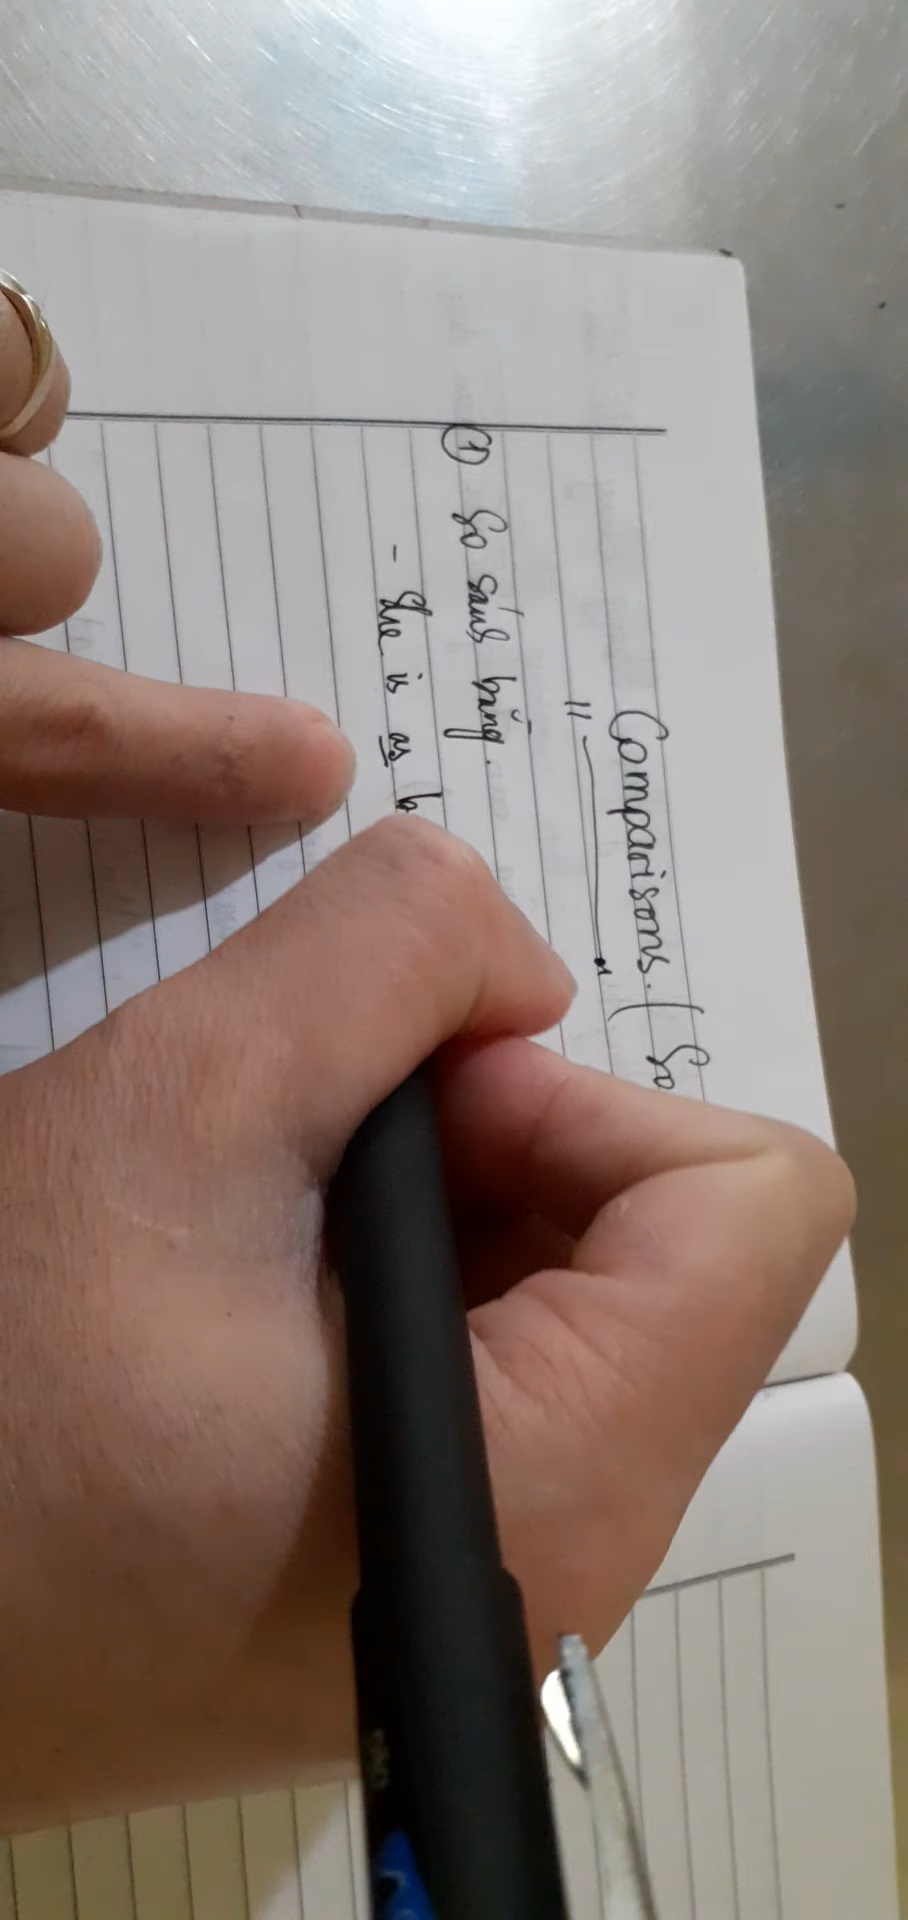 Comparisons. ( So
① So sánh bằng.
- She is as b